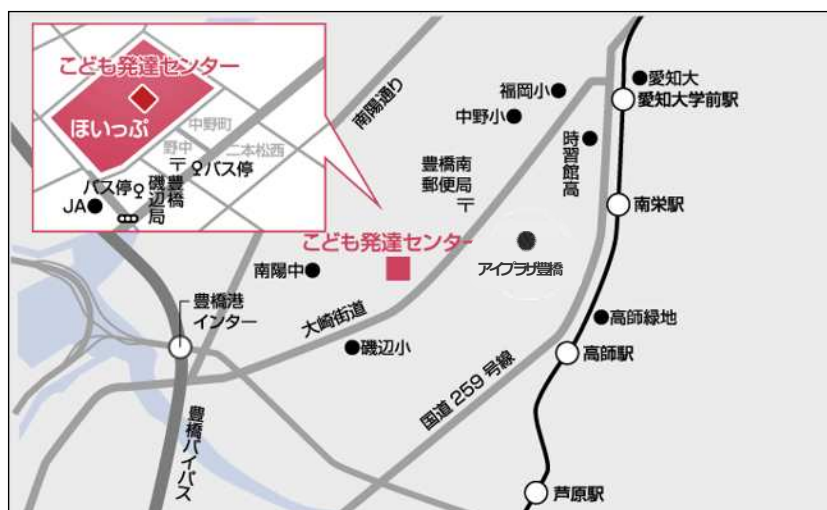 こども発達センター
ほいっぷ
中野町
野中
二本松西
〒
バス停
バス停
豊橋
磯辺局
JA
南陽通り
福岡小
中野小
愛知大
愛知大学前駅
時習館高
豊橋南
郵便局
〒
南栄駅
こども発達センター
アイプラザ豊橋
南陽中
豊橋港
インター
大崎街道
磯辺小
高師緑地
高師駅
国道259号線
豊橋バイパス
芦原駅